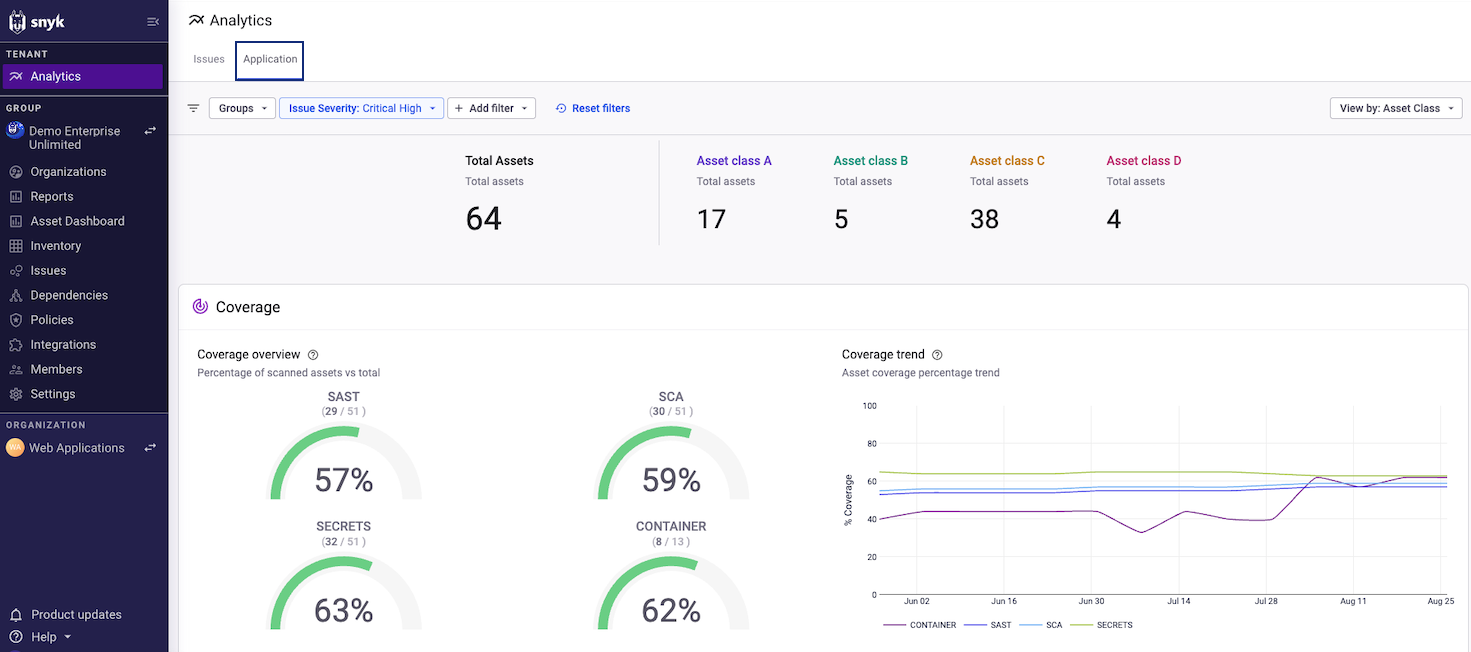 snyk
TENANT
Analytics
GROUP
Demo Enterprise
Unlimited
Organizations
Reports
Asset Dashboard
Inventory
Issues
Dependencies
Policies
Integrations
Members
Settings
ORGANIZATION
WA
Web Applications
Product updates
Help
Analytics
Issues
Application
Groups
Issue Severity: Critical High
+ Add filter
Reset filters
View by: Asset Class
Total Assets
Total assets
64
Asset class A
Total assets
17
Asset class B
Total assets
5
Asset class C
Total assets
38
Asset class D
Total assets
4
Coverage
Coverage overview
Percentage of scanned assets vs total
SAST
(29 / 51 )
57%
SCA
(30 / 51 )
59%
SECRETS
(32 / 51 )
63%
CONTAINER
(8 / 13 )
62%
Coverage trend
Asset coverage percentage trend
% Coverage
100
80
60
40
20
0
Jun 02
Jun 16
Jun 30
Jul 14
Jul 28
Aug 11
Aug 25
CONTAINER
SAST
SCA
SECRETS